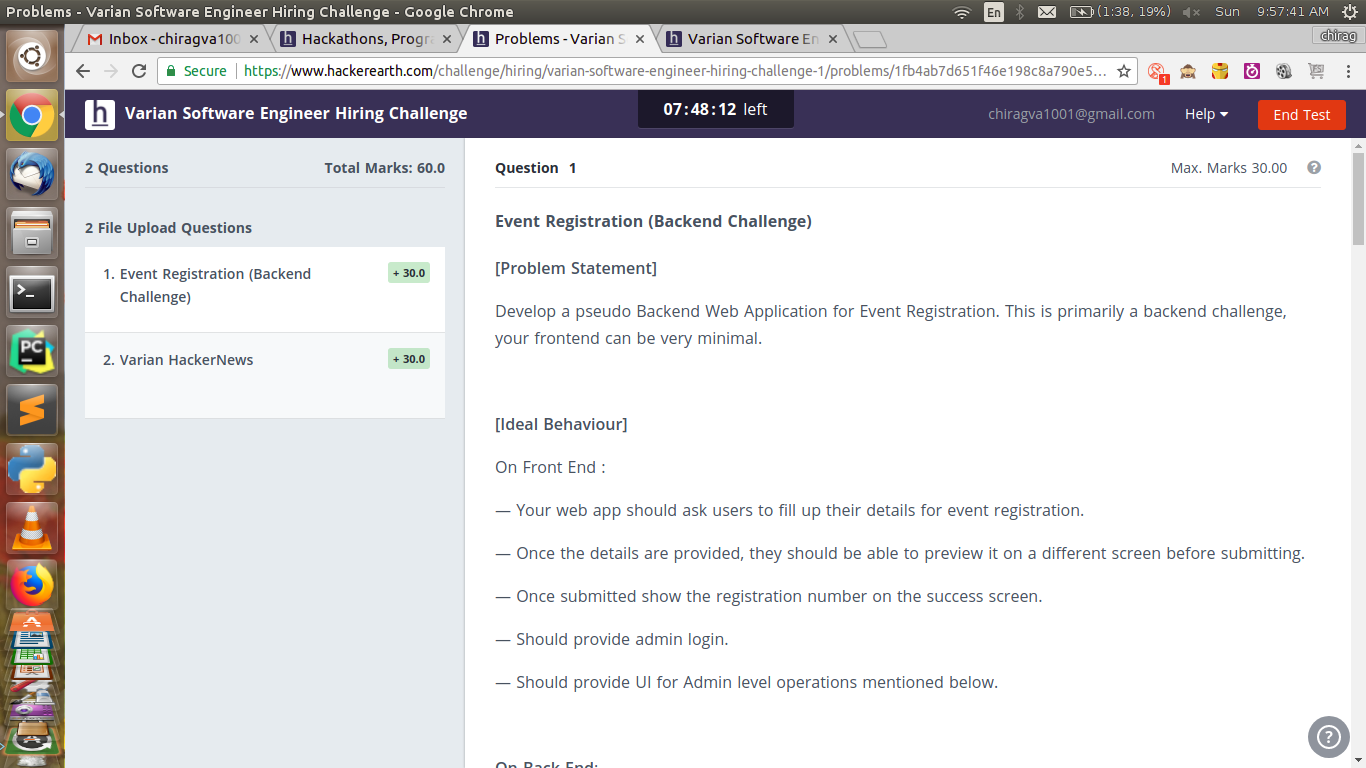 Problems - Varian Software Engineer Hiring Challenge - Google Chrome
En
(1:38, 19%)
Sun
9:57:41 AM
Inbox - chiragva100
Hackathons, Progra
Problems - Varian S
Varian Software En
chirag
Secure
https://www.hackerearth.com/challenge/hiring/varian-software-engineer-hiring-challenge-1/problems/1fb4ab7d651f46e198c8a790e5...
1
h
Varian Software Engineer Hiring Challenge
07:48:12 left
chiragva1001@gmail.com
Help
End Test
2 Questions
Total Marks: 60.0
2 File Upload Questions
1. Event Registration (Backend
Challenge)
+ 30.0
2. Varian HackerNews
+ 30.0
Question 1
Max. Marks 30.00
?
Event Registration (Backend Challenge)
[Problem Statement]
Develop a pseudo Backend Web Application for Event Registration. This is primarily a backend challenge,
your frontend can be very minimal.
[Ideal Behaviour]
On Front End :
— Your web app should ask users to fill up their details for event registration.
— Once the details are provided, they should be able to preview it on a different screen before submitting.
— Once submitted show the registration number on the success screen.
— Should provide admin login.
— Should provide UI for Admin level operations mentioned below.
On Back End:
?
PC